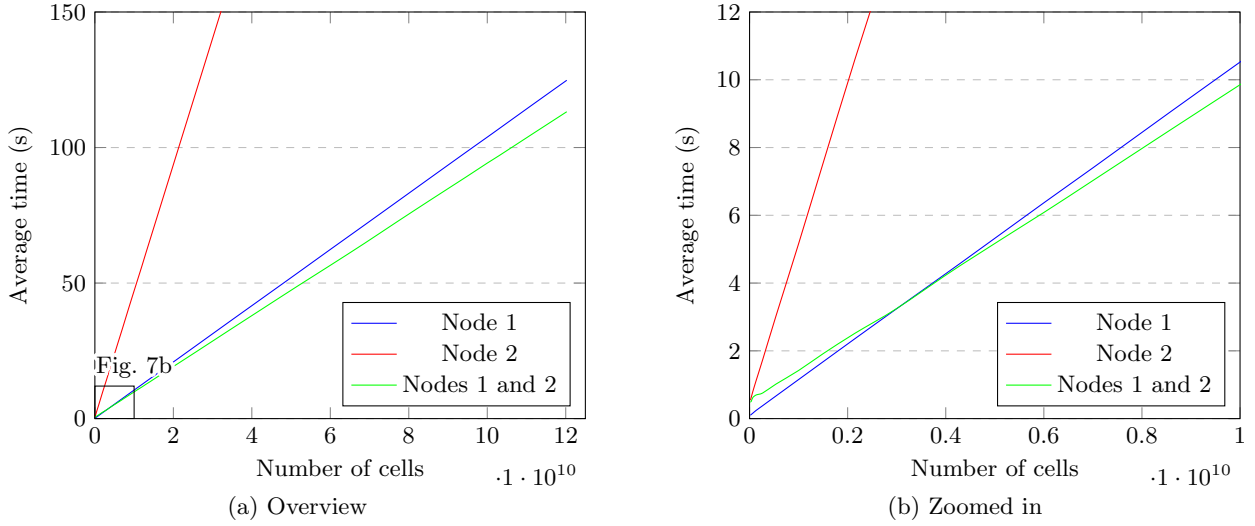 150
100
50
0
0
2
4
6
8
10
12
Average time (s)
Number of cells
·1 · 10^10
Fig. 7b
Node 1
Node 2
Nodes 1 and 2
(a) Overview
12
10
8
6
4
2
0
0
0.2
0.4
0.6
0.8
1
Average time (s)
Number of cells
·1 · 10^10
Node 1
Node 2
Nodes 1 and 2
(b) Zoomed in